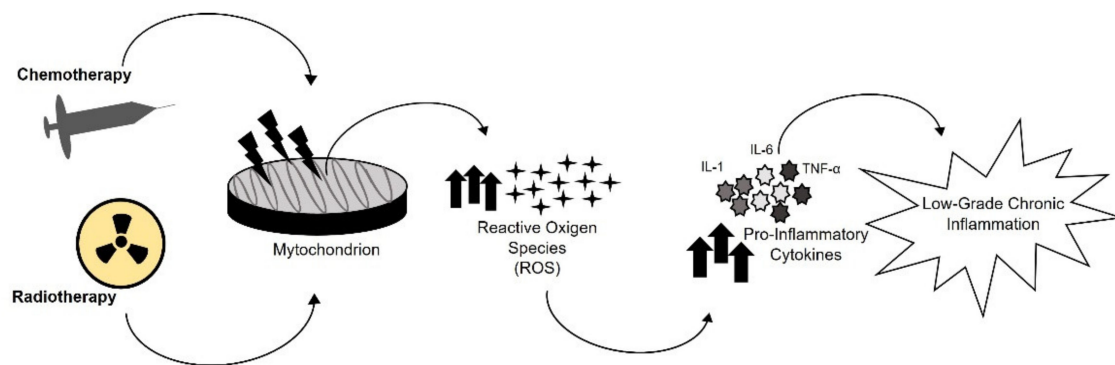 Chemotherapy
Radiotherapy
Mytochondrion
Reactive Oxigen
Species
(ROS)
IL-1
IL-6
TNF-α
Pro-Inflammatory
Cytokines
Low-Grade Chronic
Inflammation